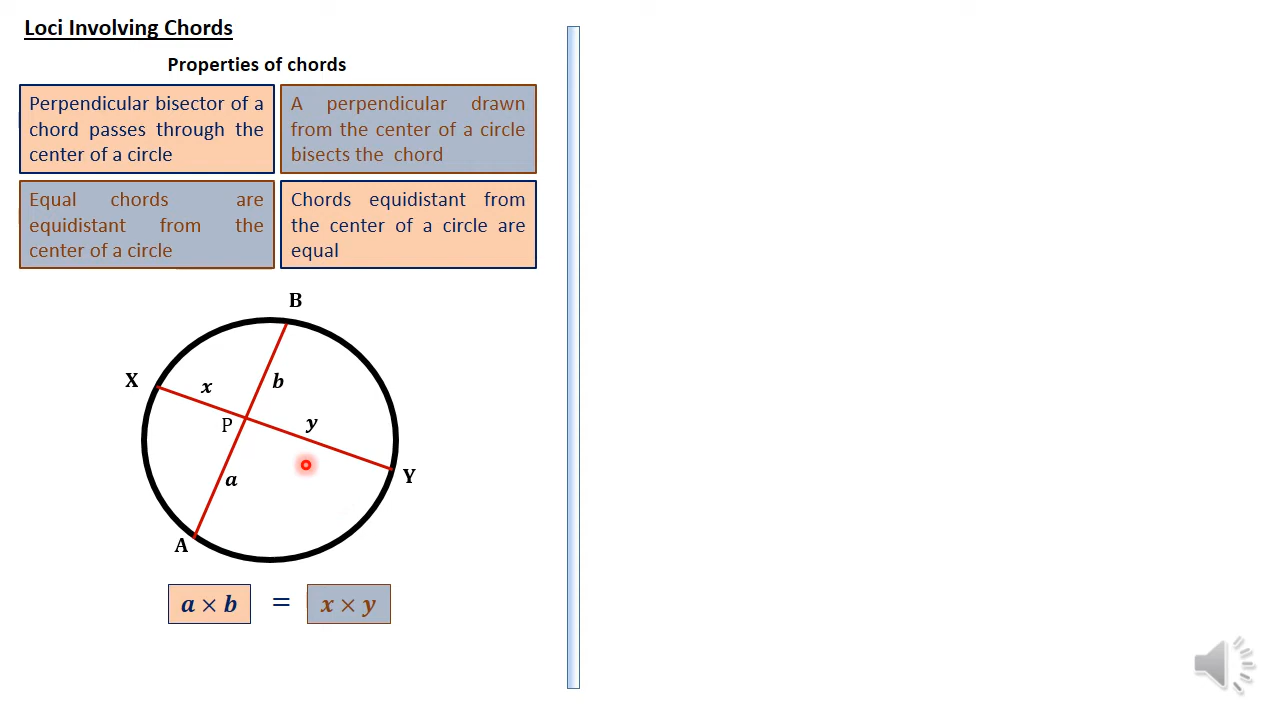 Loci Involving Chords
Properties of chords
Perpendicular bisector of a
chord passes through the
center of a circle
A perpendicular drawn
from the center of a circle
bisects the chord
Equal chords are
equidistant from the
center of a circle
Chords equidistant from
the center of a circle are
equal
B
X
x
b
P
y
a
Y
A
a × b = x × y